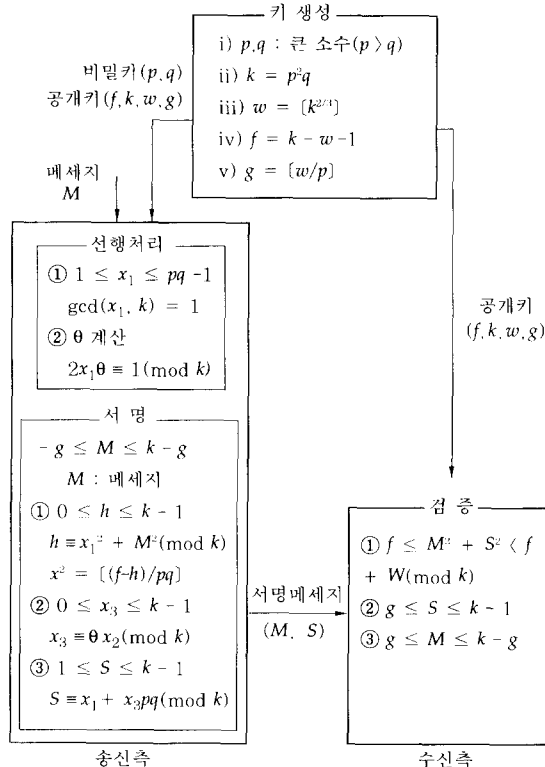 키 생성
i) p,q : 큰 소수(p > q)
ii) k = p²q
iii) w = [k^{2/3}]
iv) f = k - w - 1
v) g = [w/p]
비밀키(p, q)
공개키(f, k, w, g)
메세지
M
선행처리
① 1 ≤ x₁ ≤ pq - 1
gcd(x₁, k) = 1
② θ 계산
2x₁θ ≡ 1(mod k)
서 명
- g ≤ M ≤ k - g
M : 메세지
① 0 ≤ h ≤ k - 1
h ≡ x₁² + M²(mod k)
x² = [(f-h)/pq]
② 0 ≤ x₃ ≤ k - 1
x₃ ≡ θx₂(mod k)
③ 1 ≤ S ≤ k - 1
S ≡ x₁ + x₃pq(mod k)
송신측
서명메세지
(M, S)
공개키
(f, k, w, g)
검 증
① f ≤ M² + S² < f
+ W(mod k)
② g ≤ S ≤ k - 1
③ g ≤ M ≤ k - g
수신측